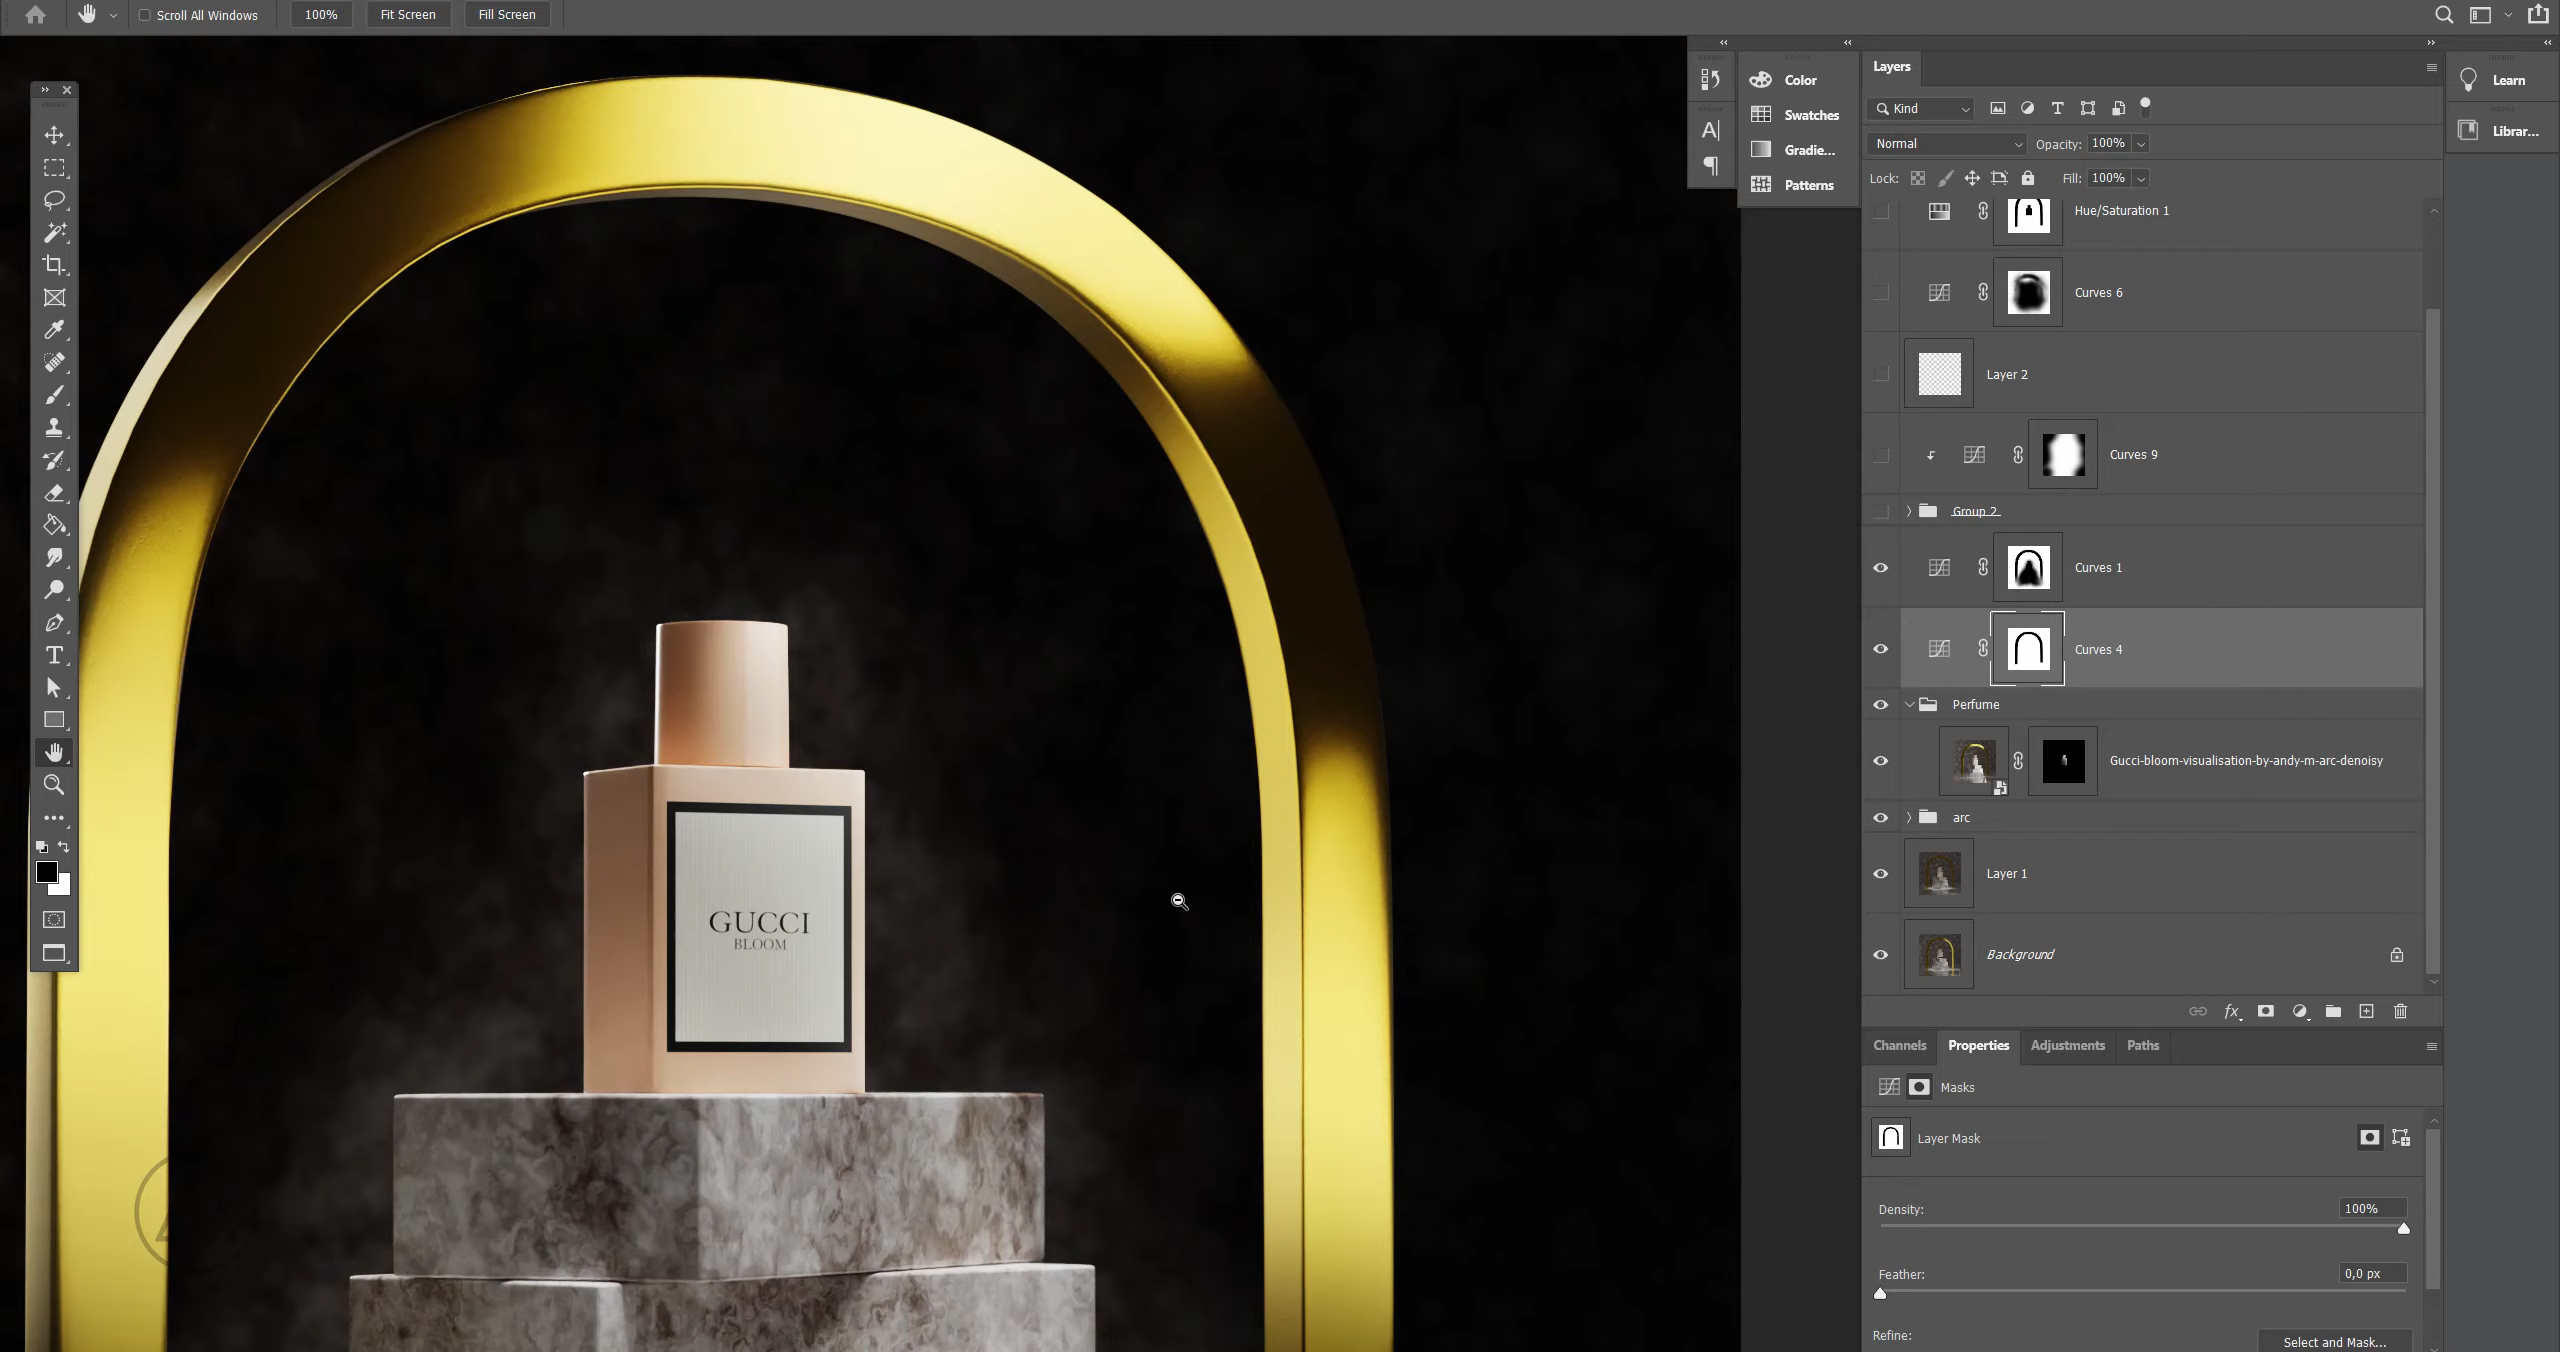 Scroll All Windows
100%
Fit Screen
Fill Screen
Color
Swatches
Gradie...
Patterns
Layers
Kind
Normal
Opacity: 100%
Lock:
Fill: 100%
Hue/Saturation 1
Curves 6
Layer 2
Curves 9
Group 2
Curves 1
Curves 4
Perfume
Gucci-bloom-visualisation-by-andy-m-arc-denoisy
arc
Layer 1
Background
Channels
Properties
Adjustments
Paths
Masks
Layer Mask
Density: 100%
Feather: 0,0 px
Refine:
Select and Mask...
Learn
Librar...
GUCCI
BLOOM